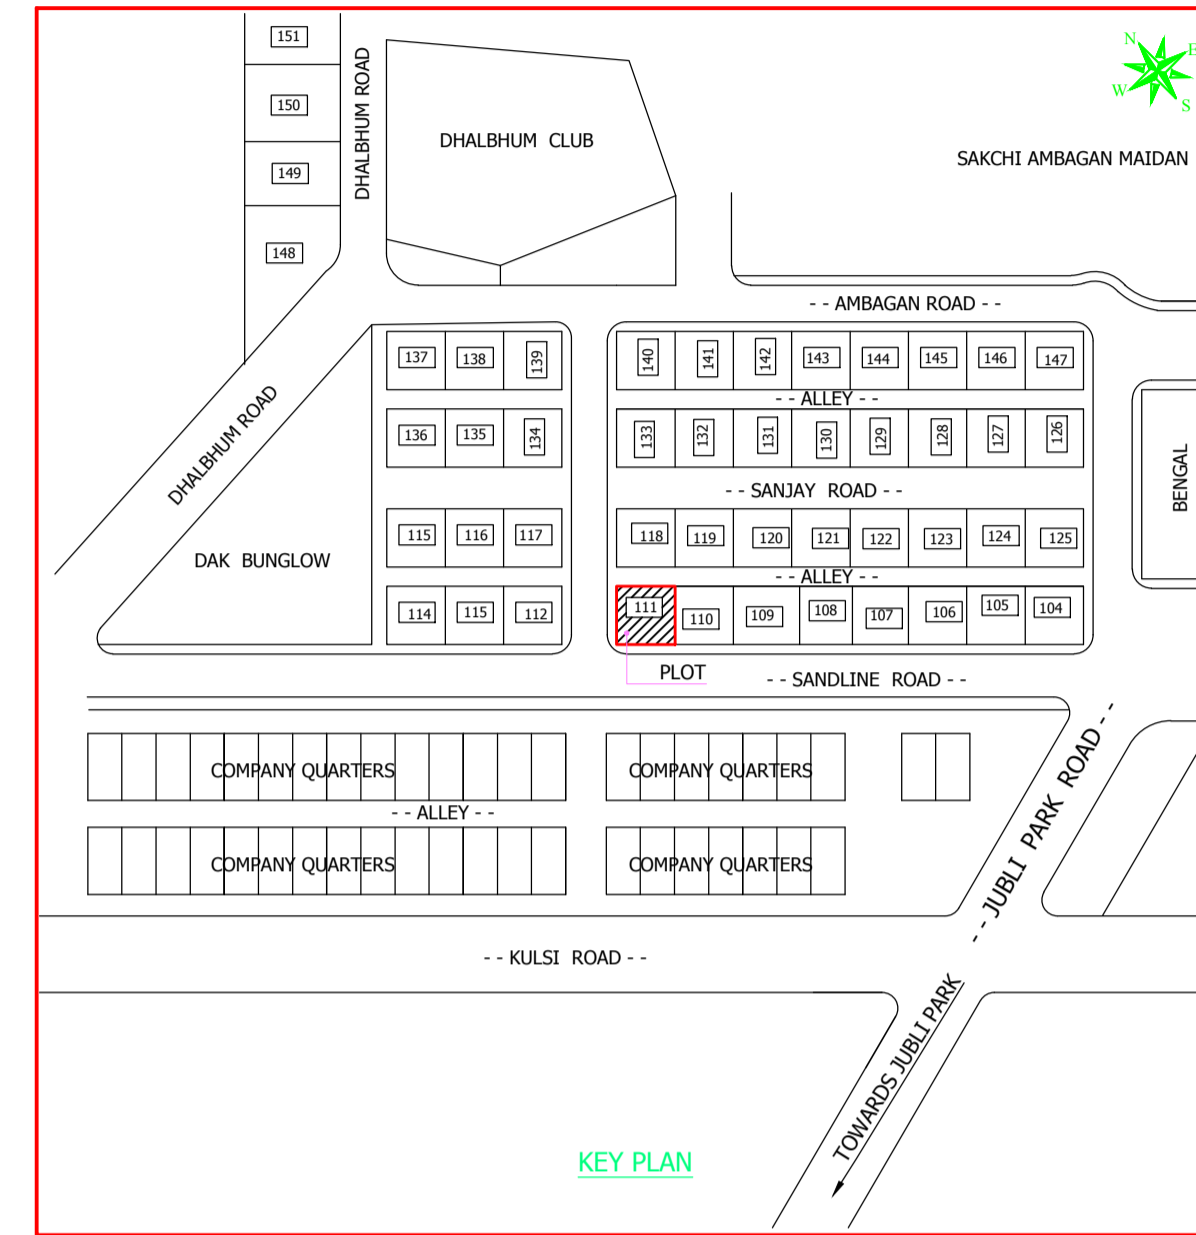 151
150
149
148
DHALBHUM ROAD
DHALBHUM CLUB
N
E
W
S
SAKCHI AMBAGAN MAIDAN
- - AMBAGAN ROAD - -
137
138
139
140
141
142
143
144
145
146
147
- - ALLEY - -
136
135
134
133
132
131
130
129
128
127
126
DHALBHUM ROAD
BENGAL
- - SANJAY ROAD - -
115
116
117
118
119
120
121
122
123
124
125
DAK BUNGLOW
- - ALLEY - -
114
115
112
111
110
109
108
107
106
105
104
PLOT
- - SANDLINE ROAD - -
COMPANY QUARTERS
COMPANY QUARTERS
- - ALLEY - -
COMPANY QUARTERS
COMPANY QUARTERS
- - JUBLI PARK ROAD - -
- - KULSI ROAD - -
TOWARDS JUBLI PARK
KEY PLAN